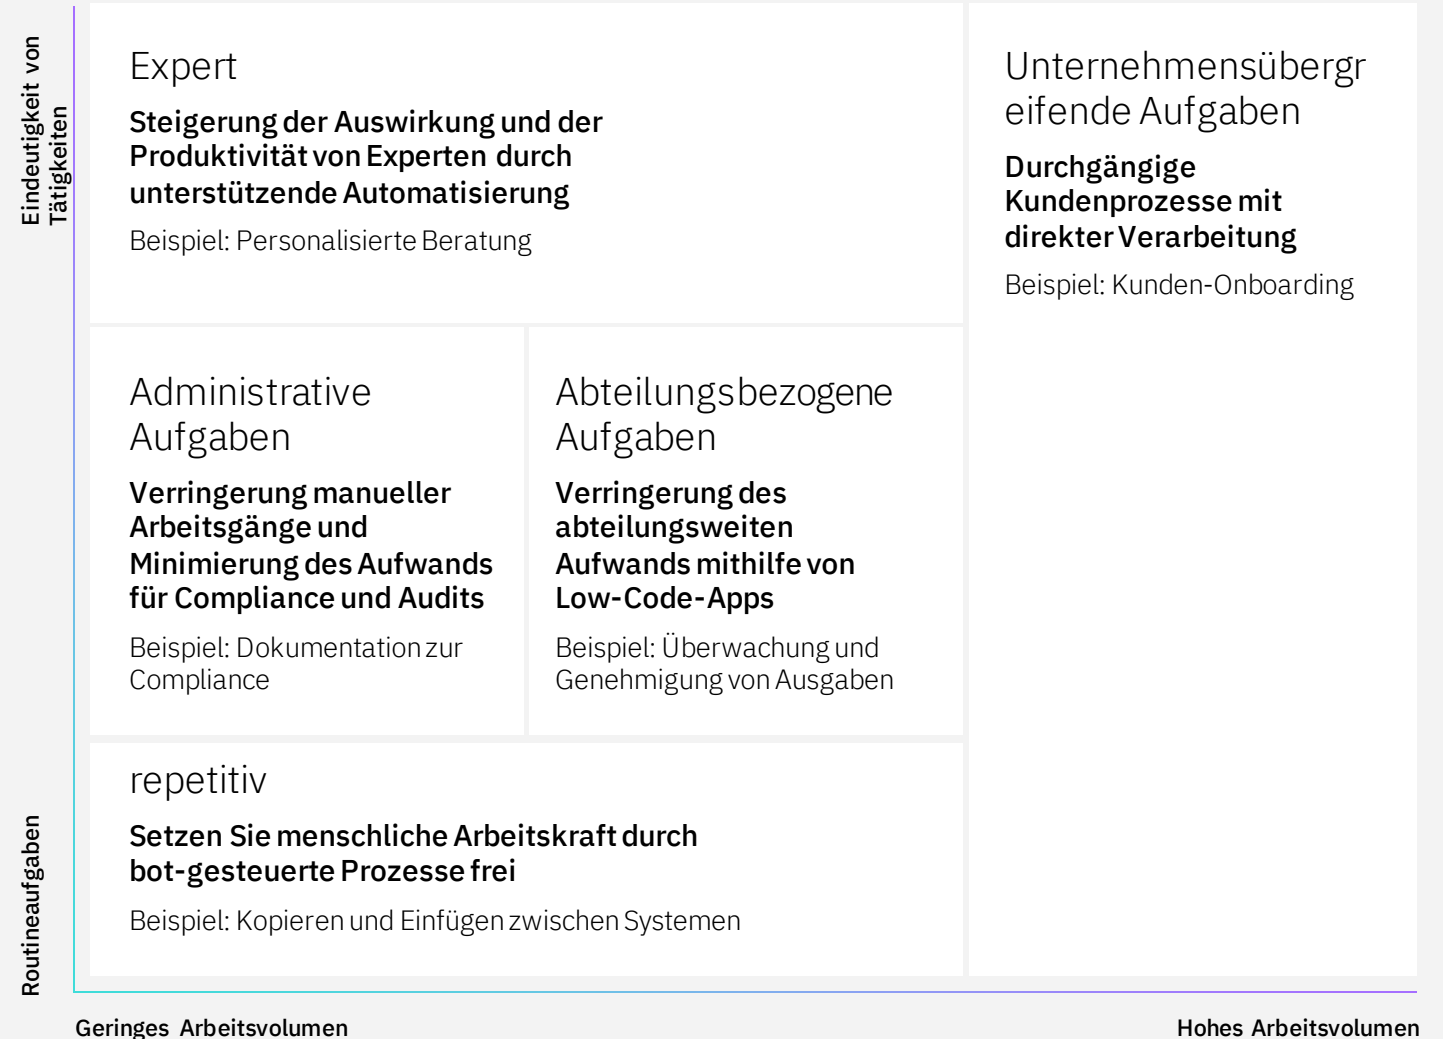 Eindeutigkeit von
Tätigkeiten
Expert
Steigerung der Auswirkung und der
Produktivität von Experten durch
unterstützende Automatisierung
Beispiel: Personalisierte Beratung
Unternehmensübergr
eifende Aufgaben
Durchgängige
Kundenprozesse mit
direkter Verarbeitung
Beispiel: Kunden-Onboarding
Administrative
Aufgaben
Verringerung manueller
Arbeitsgänge und
Minimierung des Aufwands
für Compliance und Audits
Beispiel: Dokumentation zur
Compliance
Abteilungsbezogene
Aufgaben
Verringerung des
abteilungsweiten
Aufwands mithilfe von
Low-Code-Apps
Beispiel: Überwachung und
Genehmigung von Ausgaben
repetitiv
Setzen Sie menschliche Arbeitskraft durch
bot-gesteuerte Prozesse frei
Beispiel: Kopieren und Einfügen zwischen Systemen
Routineaufgaben
Geringes Arbeitsvolumen
Hohes Arbeitsvolumen